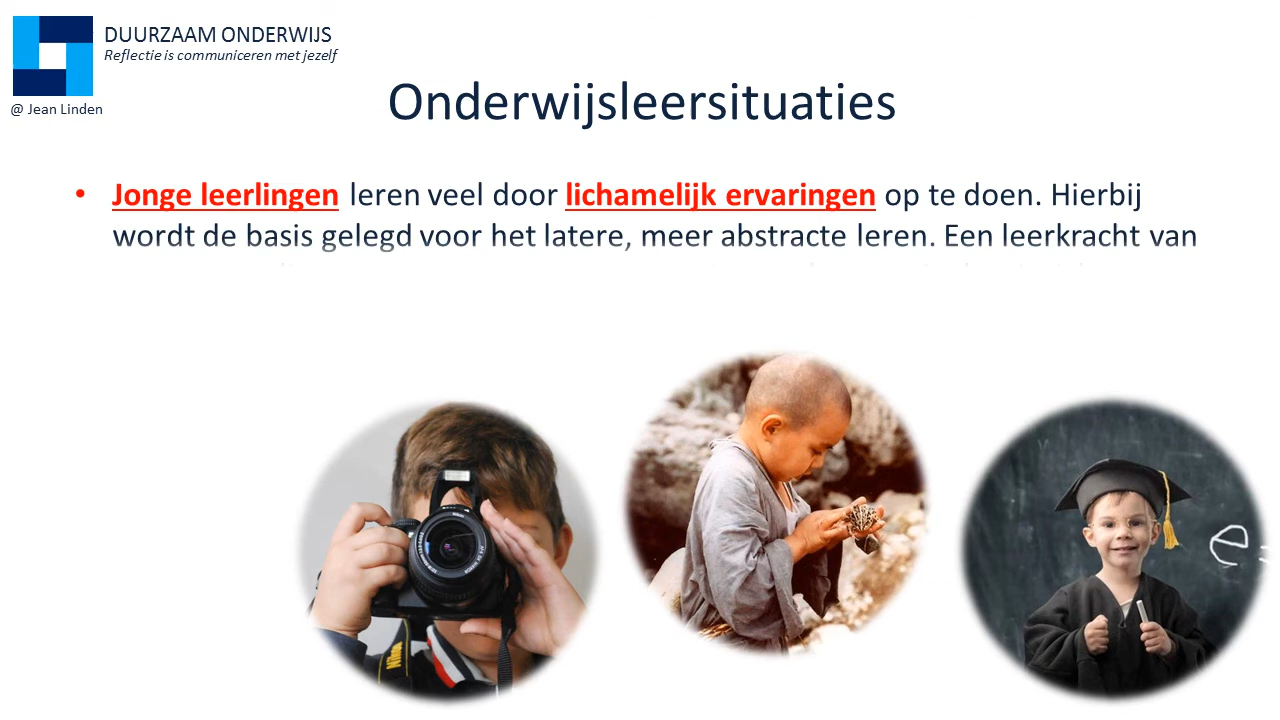 DUURZAAM ONDERWIJS
Reflectie is communiceren met jezelf
@ Jean Linden
Onderwijsleersituaties
• Jonge leerlingen leren veel door lichamelijk ervaringen op te doen. Hierbij
wordt de basis gelegd voor het latere, meer abstracte leren. Een leerkracht van
Nikon
e